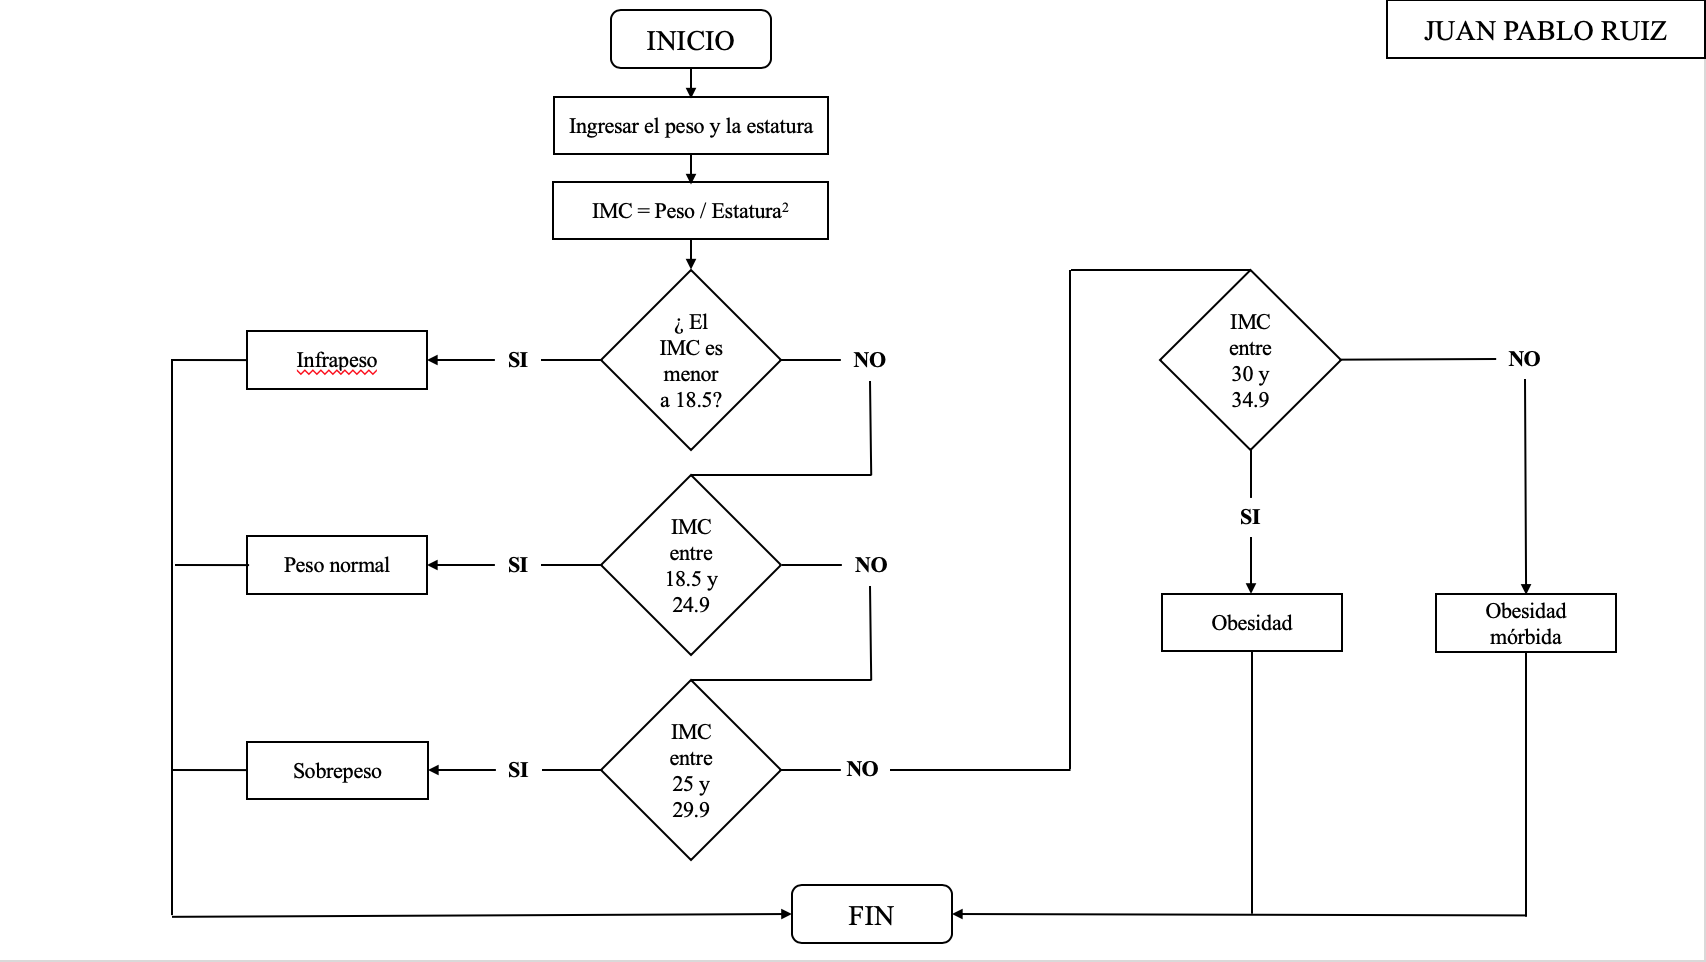 INICIO
JUAN PABLO RUIZ
Ingresar el peso y la estatura
IMC = Peso / Estatura²
¿ El
IMC es
menor
a 18.5?
SI
Infrapeso
NO
IMC
entre
18.5 y
24.9
SI
Peso normal
NO
IMC
entre
25 y
29.9
SI
Sobrepeso
NO
IMC
entre
30 y
34.9
NO
SI
Obesidad
Obesidad
mórbida
FIN